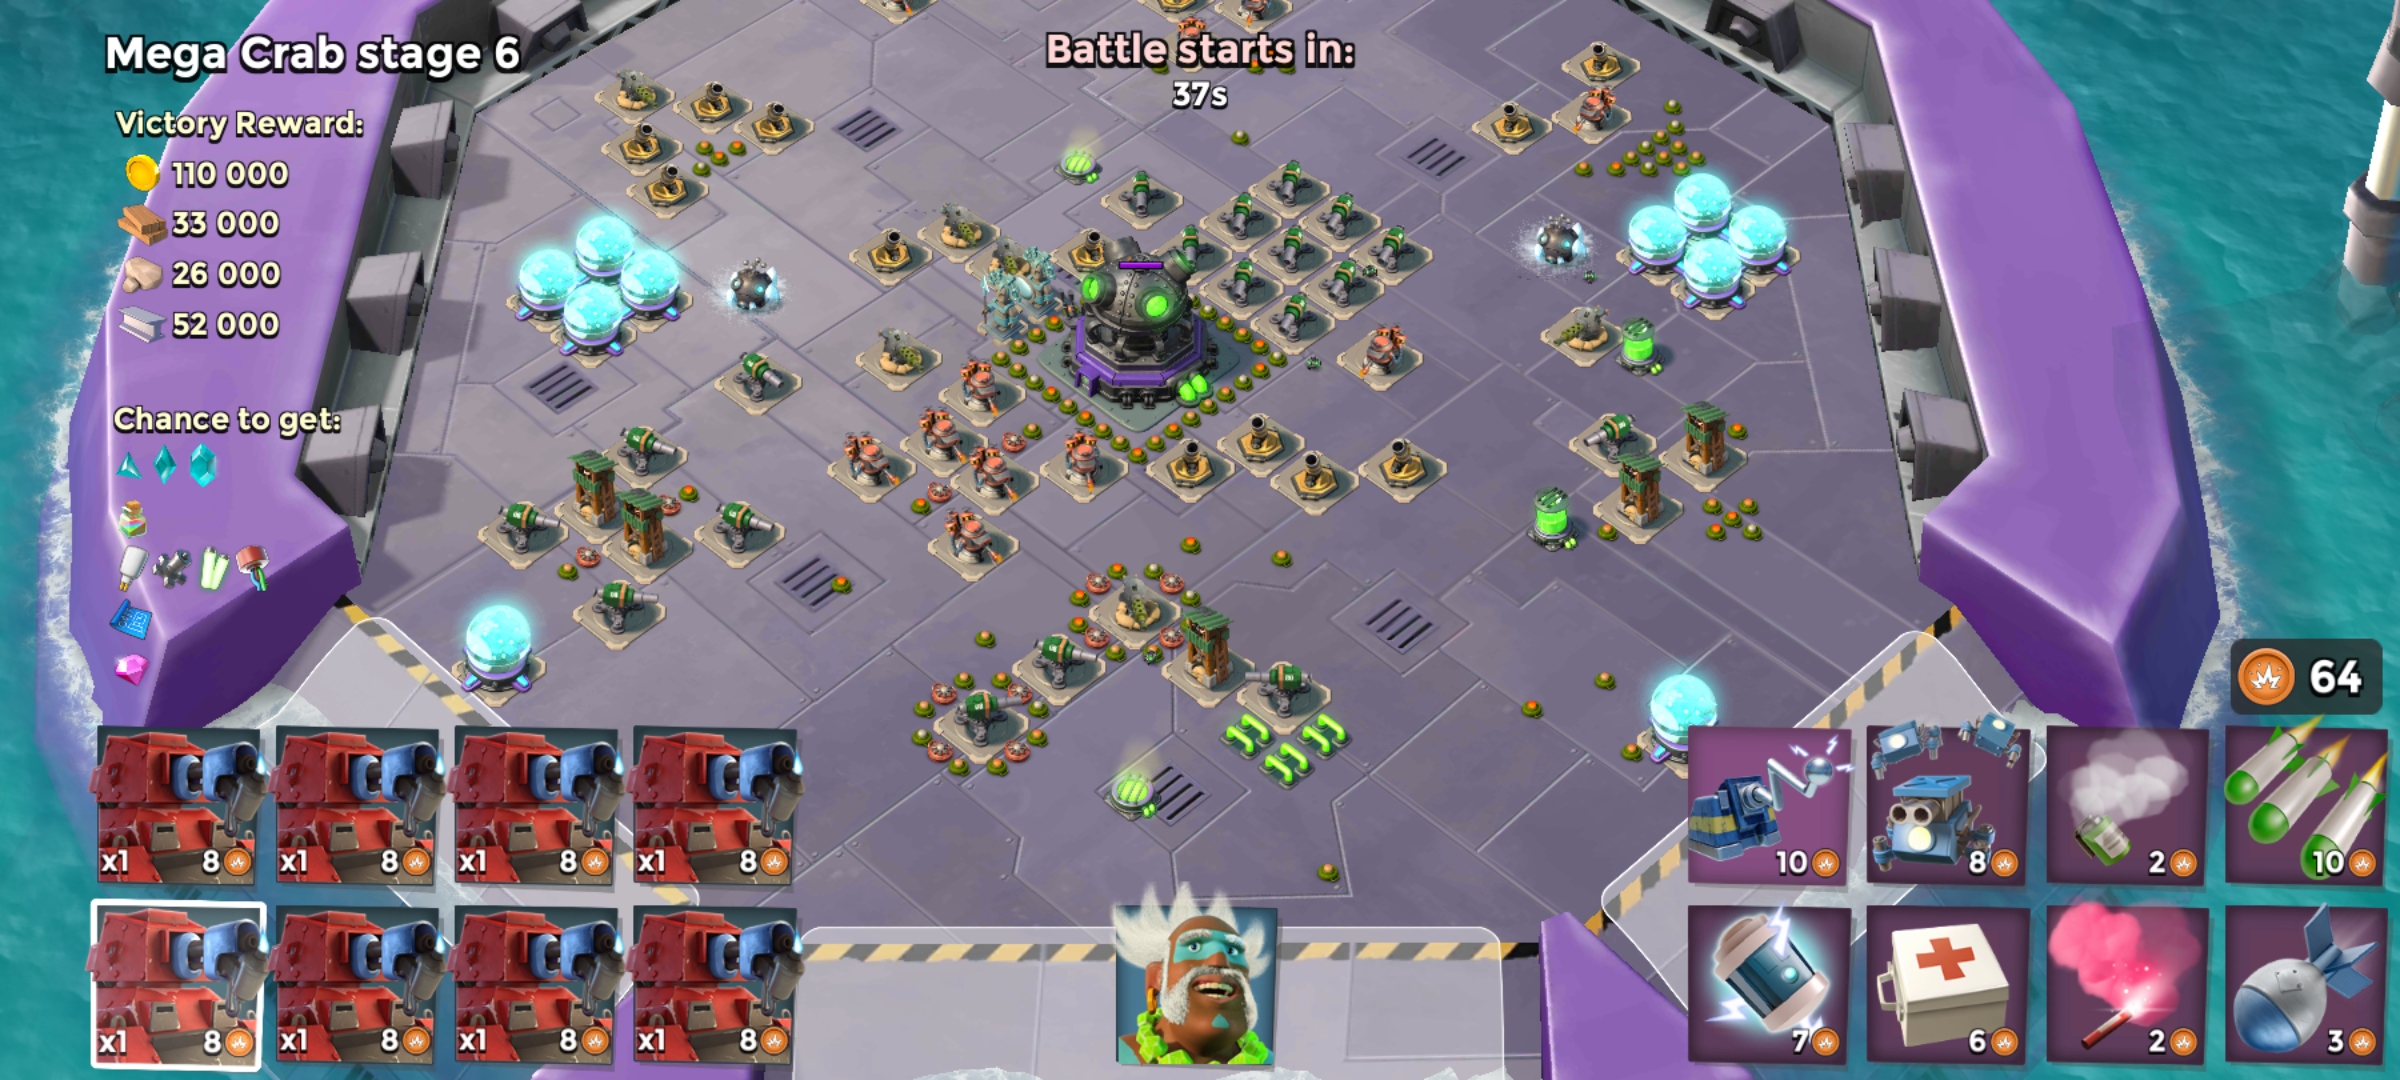 Mega Crab stage 6
Battle starts in:
37s
Victory Reward:
110 000
33 000
26 000
52 000
Chance to get:
64
x1 8
x1 8
x1 8
x1 8
10
8
2
10
x1 8
x1 8
x1 8
x1 8
7
6
2
3